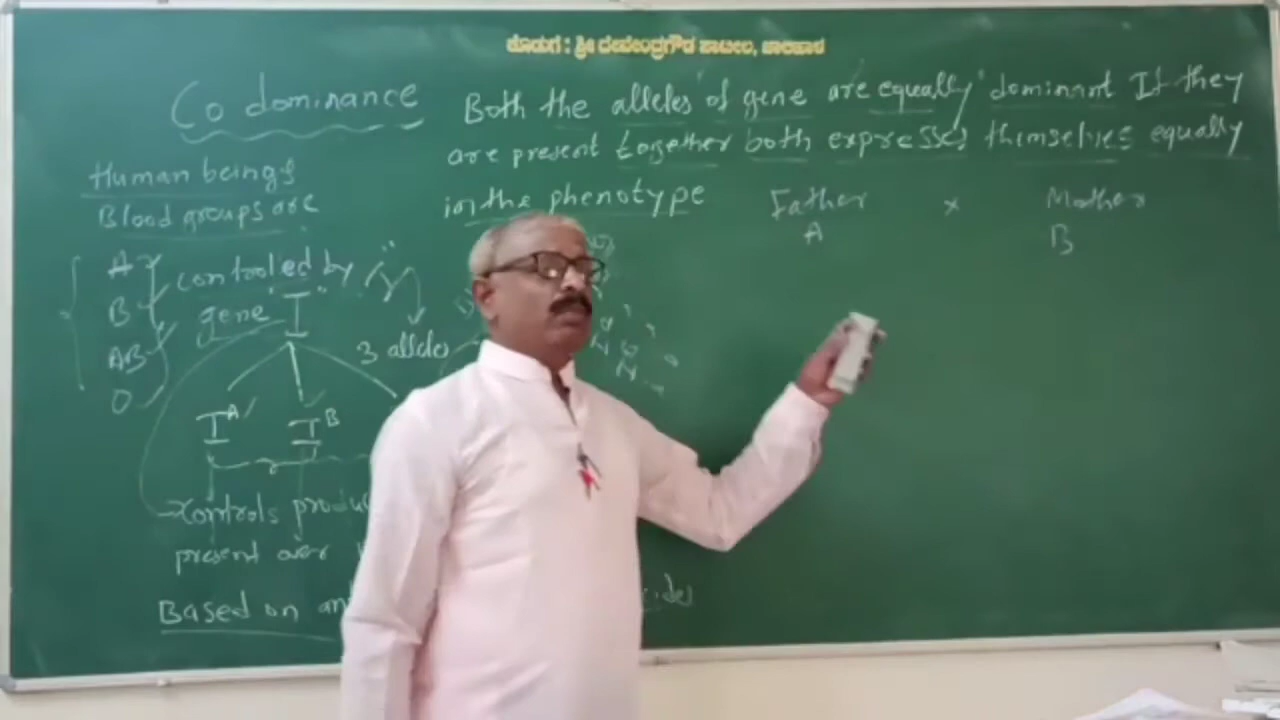 ಕೊಡುಗೆ : ಶ್ರೀ ದೇವೇಂದ್ರಗೌಡ ಪಾಟೀಲ, ಜಾಲಿಹಾಳ
Co dominance
Both the alleles of gene are equally dominant If they
are present together both expresses themselves equally
in the phenotype
Human beings
Blood groups are
A
B
AB
O
controled by
gene "I"
3 alleles
I^A I^B
controls produ
present over
Based on an
Father x Mother
A B